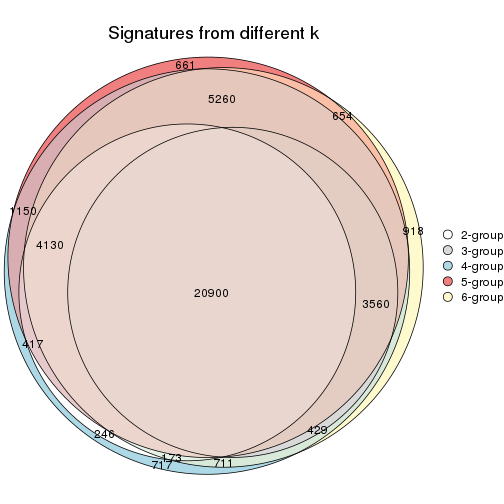 Signatures from different k
661
5260
654
1150
918
4130
2-group
3-group
4-group
5-group
6-group
20900
3560
417
429
246
173
717
711